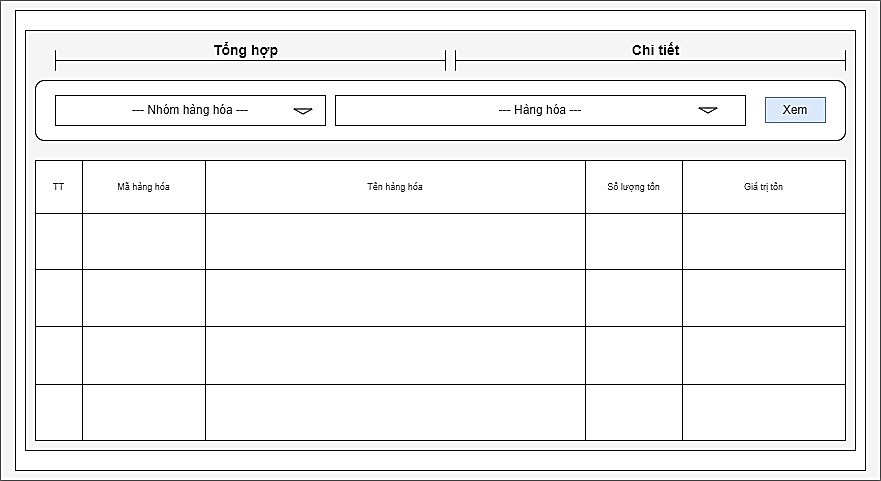 Tổng hợp Chi tiết
--- Nhóm hàng hóa --- --- Hàng hóa --- Xem
TT Mã hàng hóa Tên hàng hóa Số lượng tồn Giá trị tồn